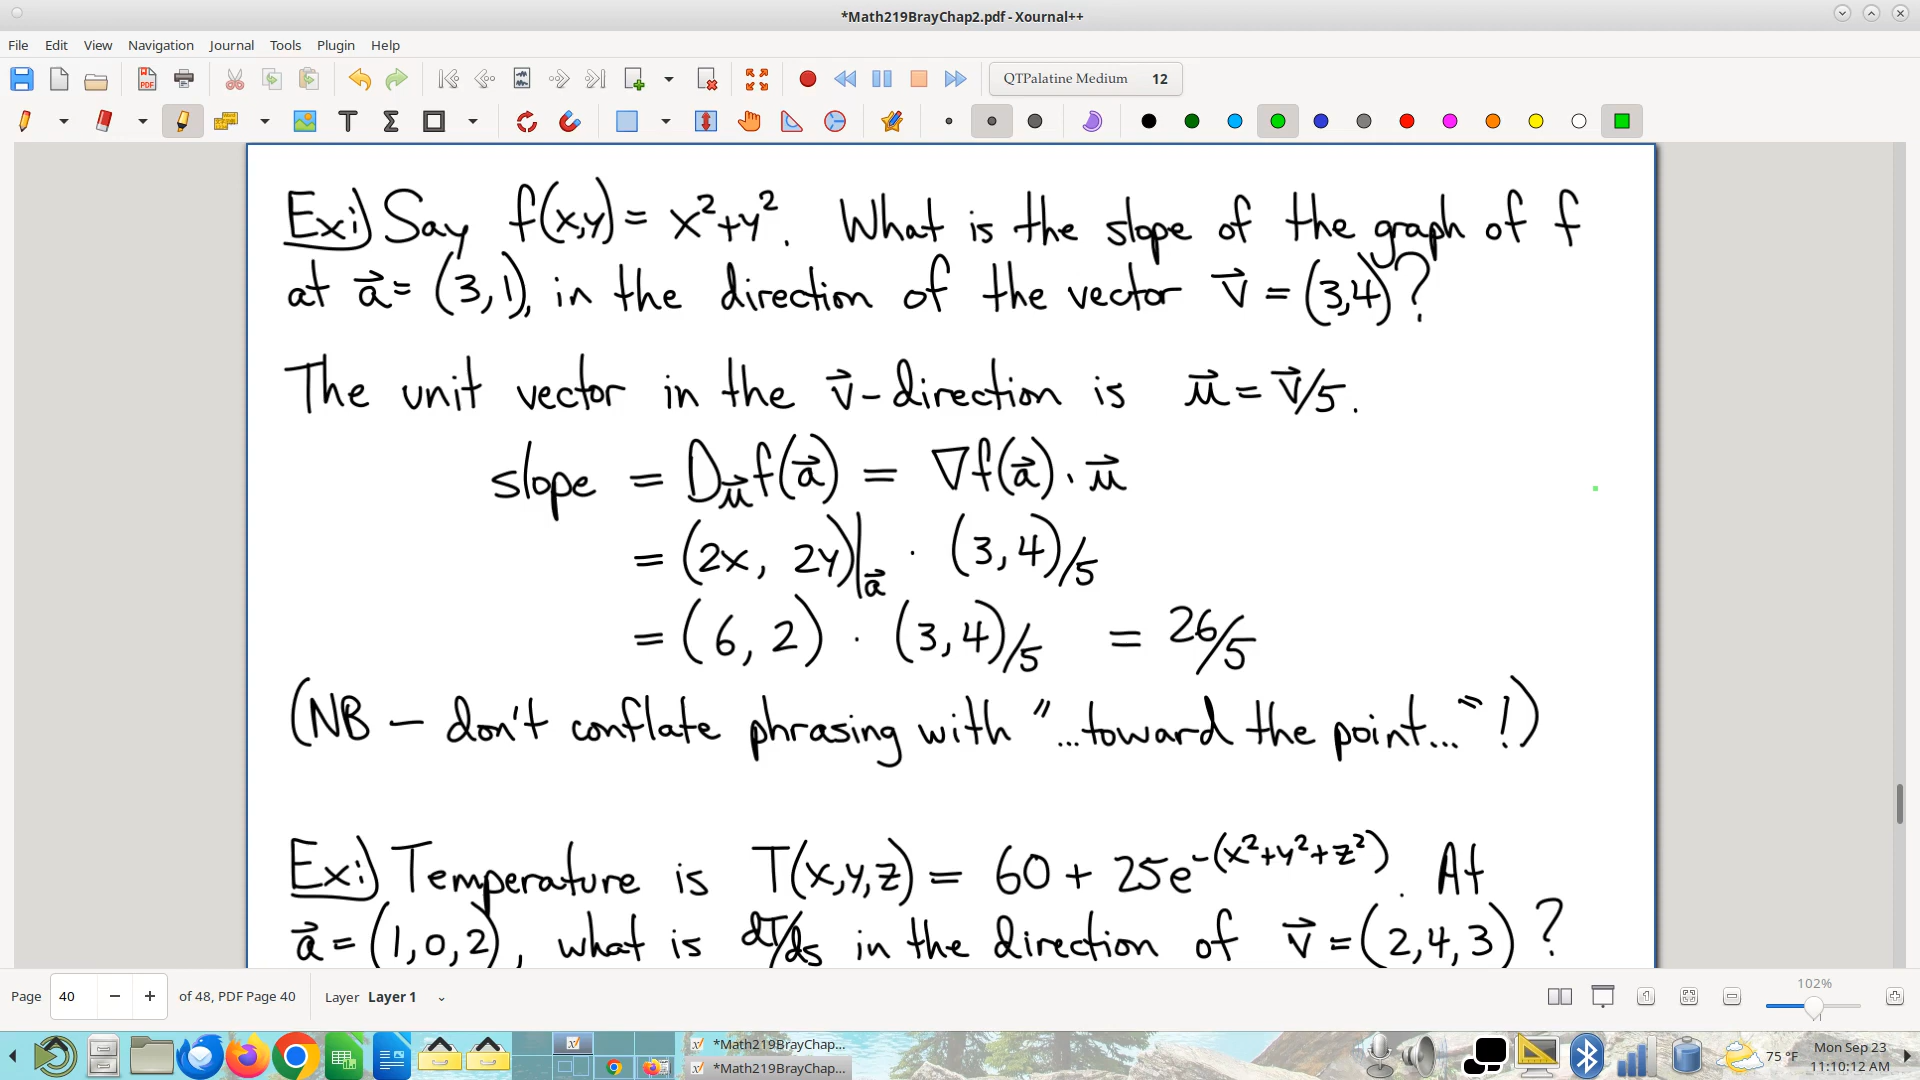 *Math219BrayChap2.pdf - Xournal++
File Edit View Navigation Journal Tools Plugin Help
QTPalatine Medium 12
Ex:) Say f(x,y) = x²+y². What is the slope of the graph of f
at a⃗ = (3,1), in the direction of the vector v⃗ = (3,4)?
The unit vector in the v⃗-direction is u⃗ = v⃗/5.
slope = D_u⃗ f(a⃗) = ∇f(a⃗) · u⃗
= (2x, 2y)|_a⃗ · (3,4)/5
= (6, 2) · (3,4)/5 = 26/5
(NB – don't conflate phrasing with "...toward the point..."!)
Ex:) Temperature is T(x,y,z) = 60 + 25e^-(x²+y²+z²). At
a⃗ = (1,0,2), what is dT/ds in the direction of v⃗ = (2,4,3)?
Page 40 of 48, PDF Page 40 Layer Layer 1 102%
*Math219BrayChap...
*Math219BrayChap...
75 °F
Mon Sep 23
11:10:12 AM